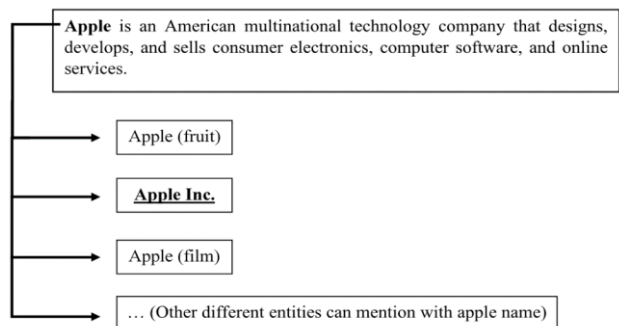 Apple is an American multinational technology company that designs,
develops, and sells consumer electronics, computer software, and online
services.
Apple (fruit)
Apple Inc.
Apple (film)
… (Other different entities can mention with apple name)